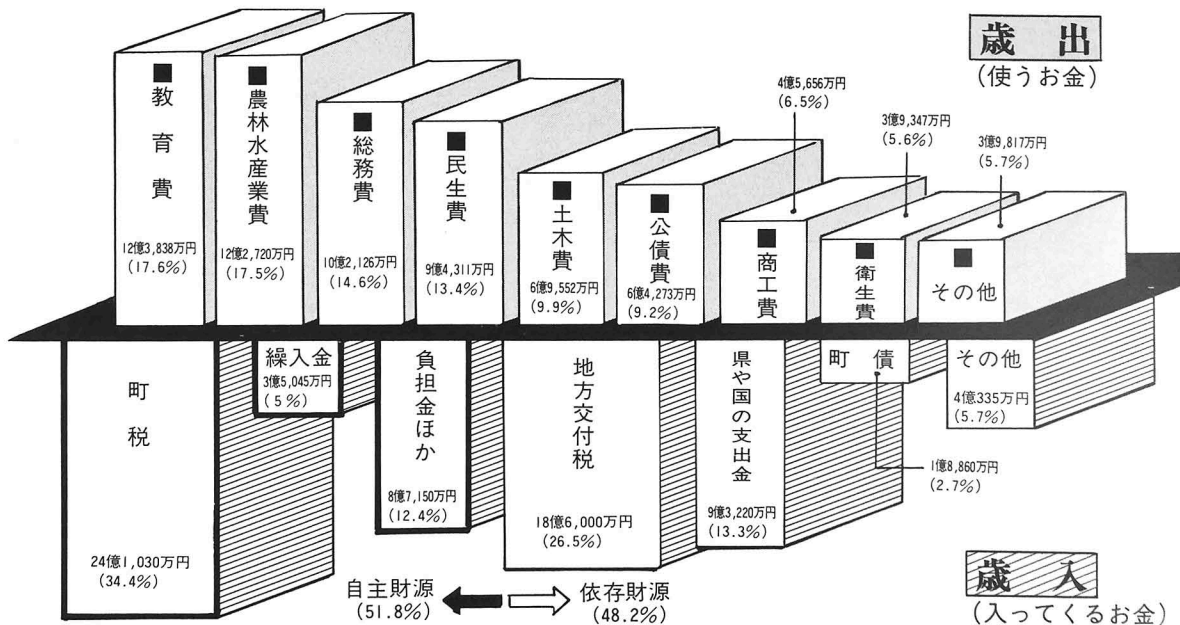 歳出
(使うお金)
■教育費
12億3,838万円
(17.6%)
■農林水産業費
12億2,720万円
(17.5%)
■総務費
10億2,126万円
(14.6%)
■民生費
9億4,311万円
(13.4%)
■土木費
6億9,552万円
(9.9%)
■公債費
6億4,273万円
(9.2%)
■商工費
4億5,656万円
(6.5%)
■衛生費
3億9,347万円
(5.6%)
■その他
3億9,817万円
(5.7%)
町税
24億1,030万円
(34.4%)
繰入金
3億5,045万円
(5%)
負担金ほか
8億7,150万円
(12.4%)
地方交付税
18億6,000万円
(26.5%)
県や国の支出金
9億3,220万円
(13.3%)
町債
1億8,860万円
(2.7%)
その他
4億335万円
(5.7%)
自主財源
(51.8%)
依存財源
(48.2%)
歳入
(入ってくるお金)